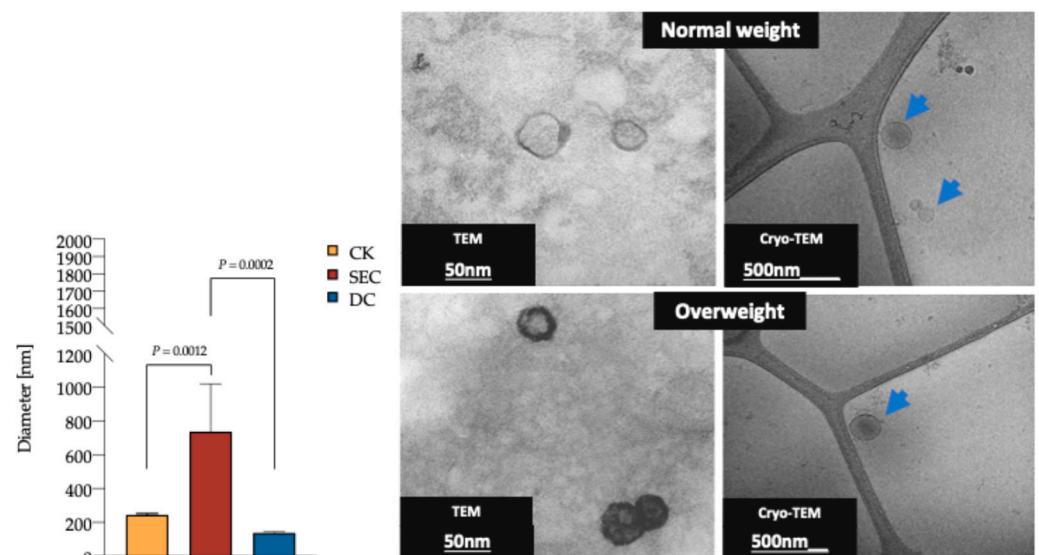 2000
1900
1800
1700
1600
1500
1200
1000
800
600
400
200
Diameter [nm]
P = 0.0012
P = 0.0002
CK
SEC
DC
Normal weight
TEM
50nm
Cryo-TEM
500nm
Overweight
TEM
50nm
Cryo-TEM
500nm